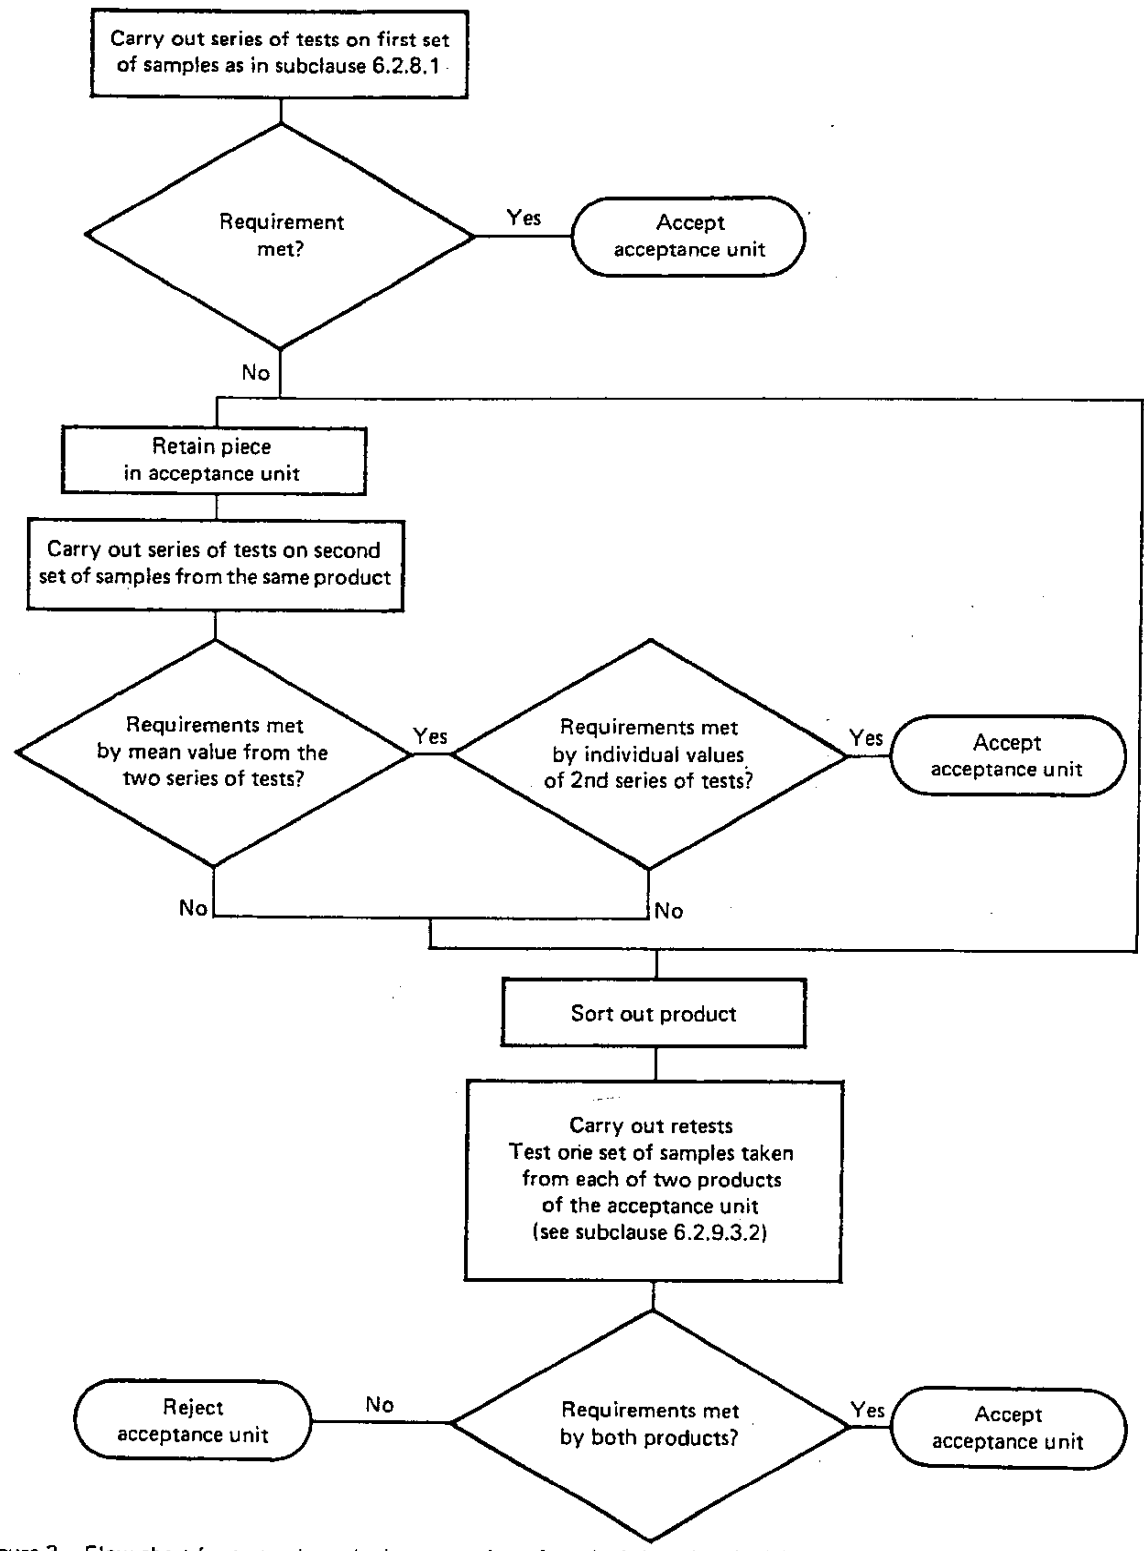 Carry out series of tests on first set
of samples as in subclause 6.2.8.1
Requirement
met?
Yes
Accept
acceptance unit
No
Retain piece
in acceptance unit
Carry out series of tests on second
set of samples from the same product
Requirements met
by mean value from the
two series of tests?
Yes
Requirements met
by individual values
of 2nd series of tests?
Yes
Accept
acceptance unit
No
No
Sort out product
Carry out retests
Test one set of samples taken
from each of two products
of the acceptance unit
(see subclause 6.2.9.3.2)
Reject
acceptance unit
No
Requirements met
by both products?
Yes
Accept
acceptance unit